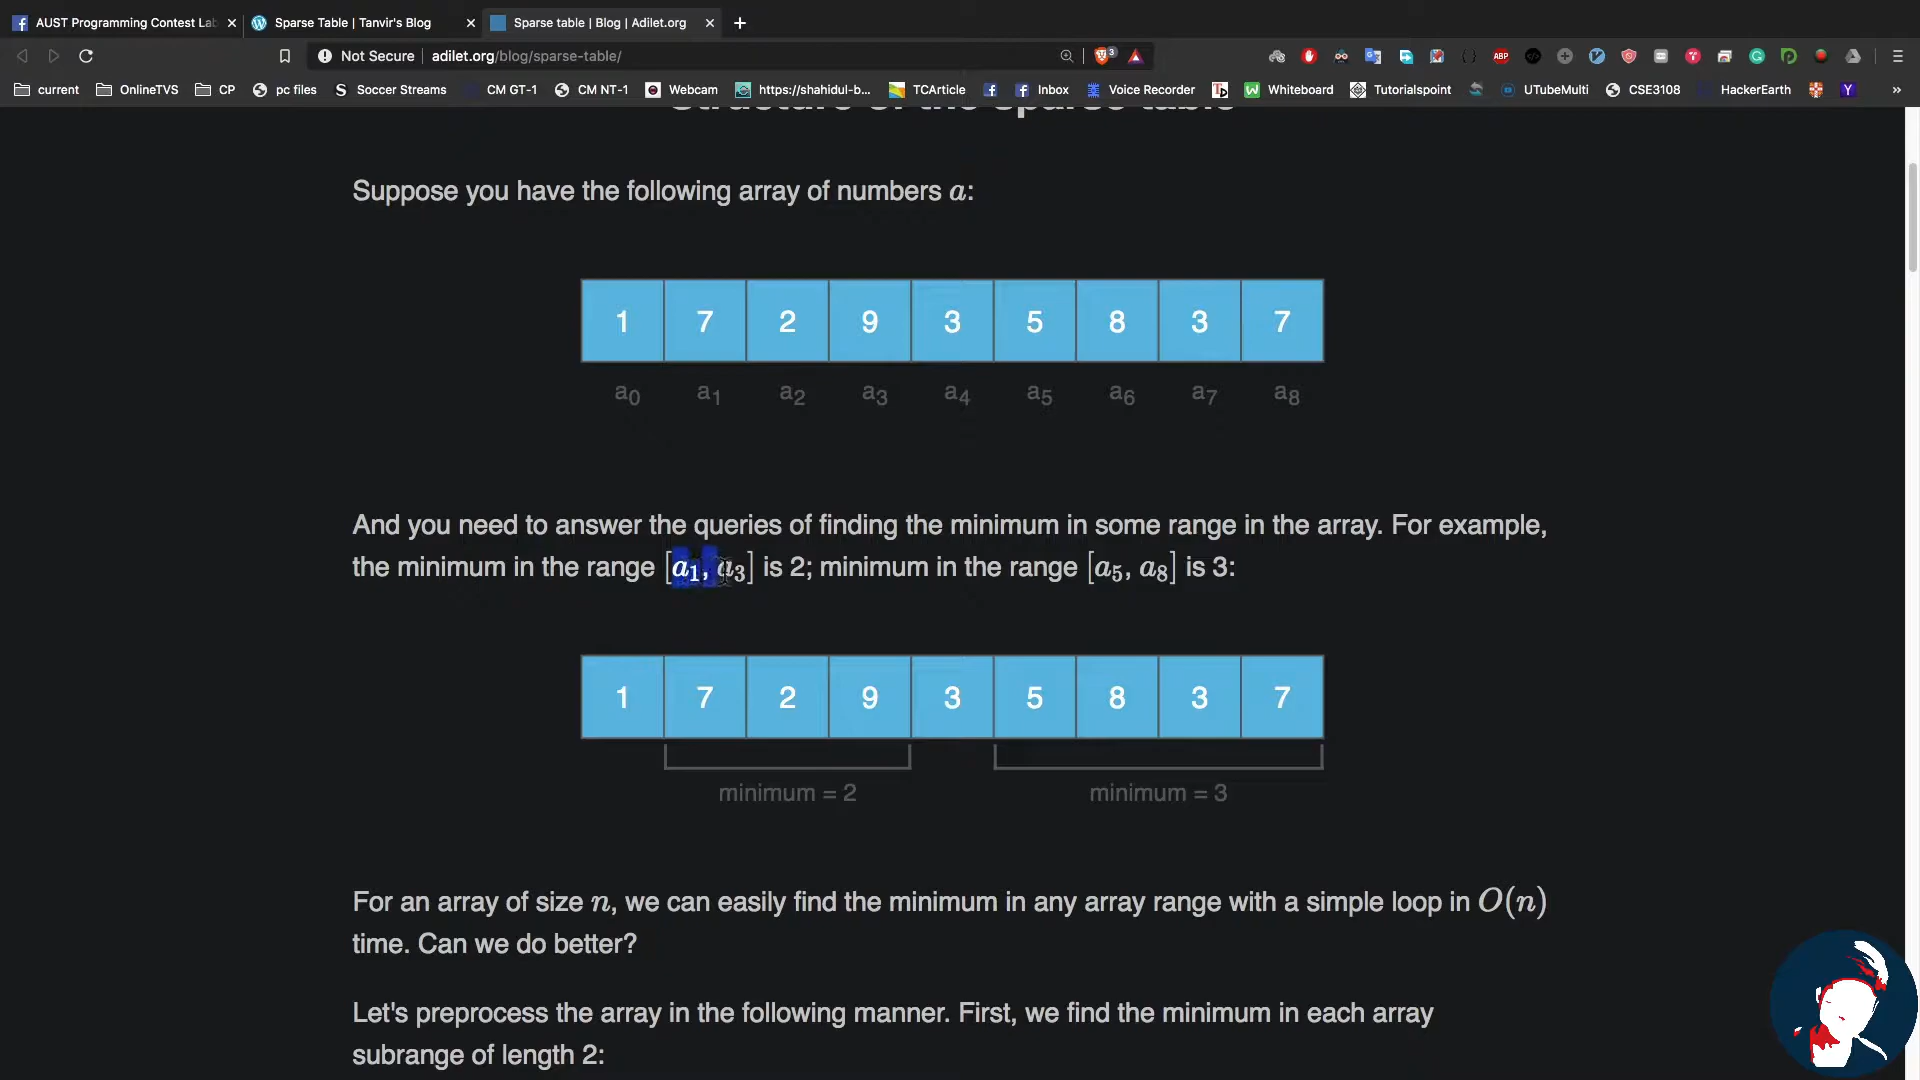 AUST Programming Contest Lab
Sparse Table | Tanvir's Blog
Sparse table | Blog | Adilet.org
Not Secure | adilet.org/blog/sparse-table/
3
ABP
current
OnlineTVS
CP
pc files
Soccer Streams
CM GT-1
CM NT-1
Webcam
https://shahidul-b...
TCArticle
Inbox
Voice Recorder
Whiteboard
Tutorialspoint
UTubeMulti
CSE3108
HackerEarth
Structure of the sparse table
Suppose you have the following array of numbers a:
1 7 2 9 3 5 8 3 7
a0 a1 a2 a3 a4 a5 a6 a7 a8
And you need to answer the queries of finding the minimum in some range in the array. For example,
the minimum in the range [a1, a3] is 2; minimum in the range [a5, a8] is 3:
1 7 2 9 3 5 8 3 7
minimum = 2
minimum = 3
For an array of size n, we can easily find the minimum in any array range with a simple loop in O(n)
time. Can we do better?
Let's preprocess the array in the following manner. First, we find the minimum in each array
subrange of length 2: